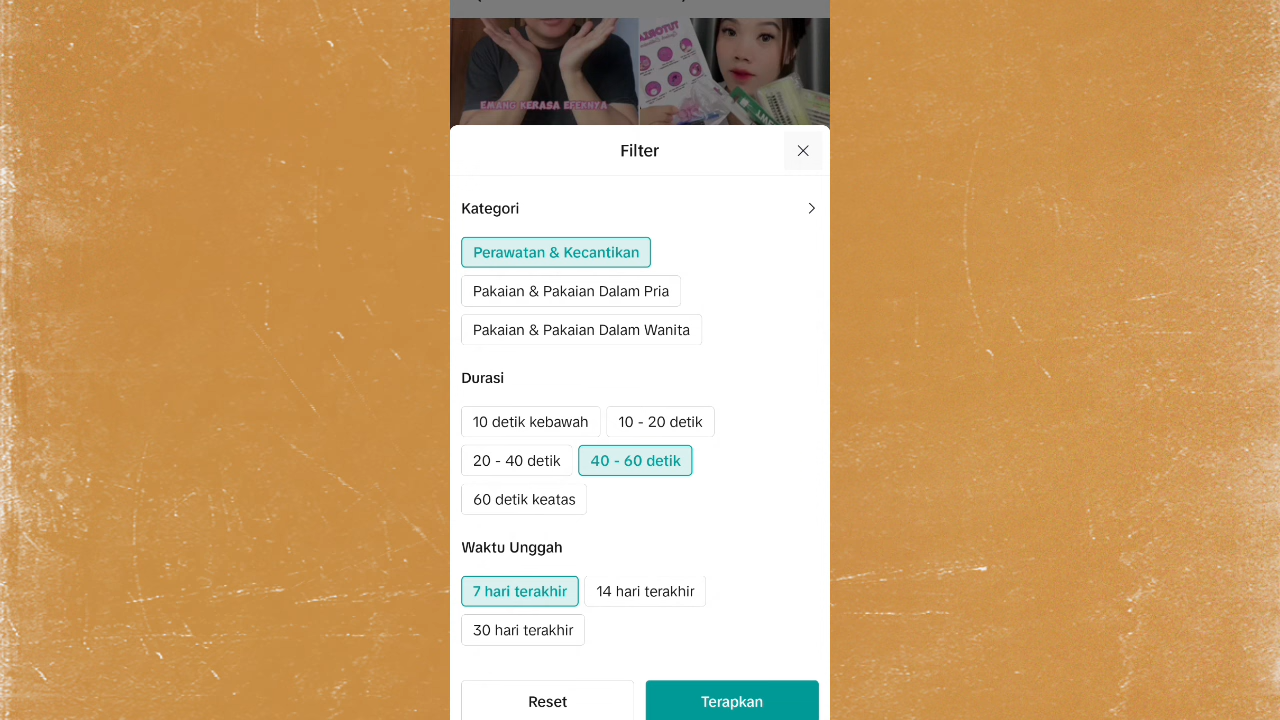 EMANG KERASA EFEKNYA
TUTORIAL
Filter
Kategori
Perawatan & Kecantikan
Pakaian & Pakaian Dalam Pria
Pakaian & Pakaian Dalam Wanita
Durasi
10 detik kebawah
10 - 20 detik
20 - 40 detik
40 - 60 detik
60 detik keatas
Waktu Unggah
7 hari terakhir
14 hari terakhir
30 hari terakhir
Reset
Terapkan